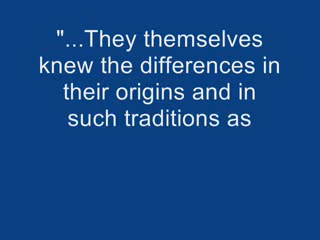 "...They themselves
knew the differences in
their origins and in
such traditions as